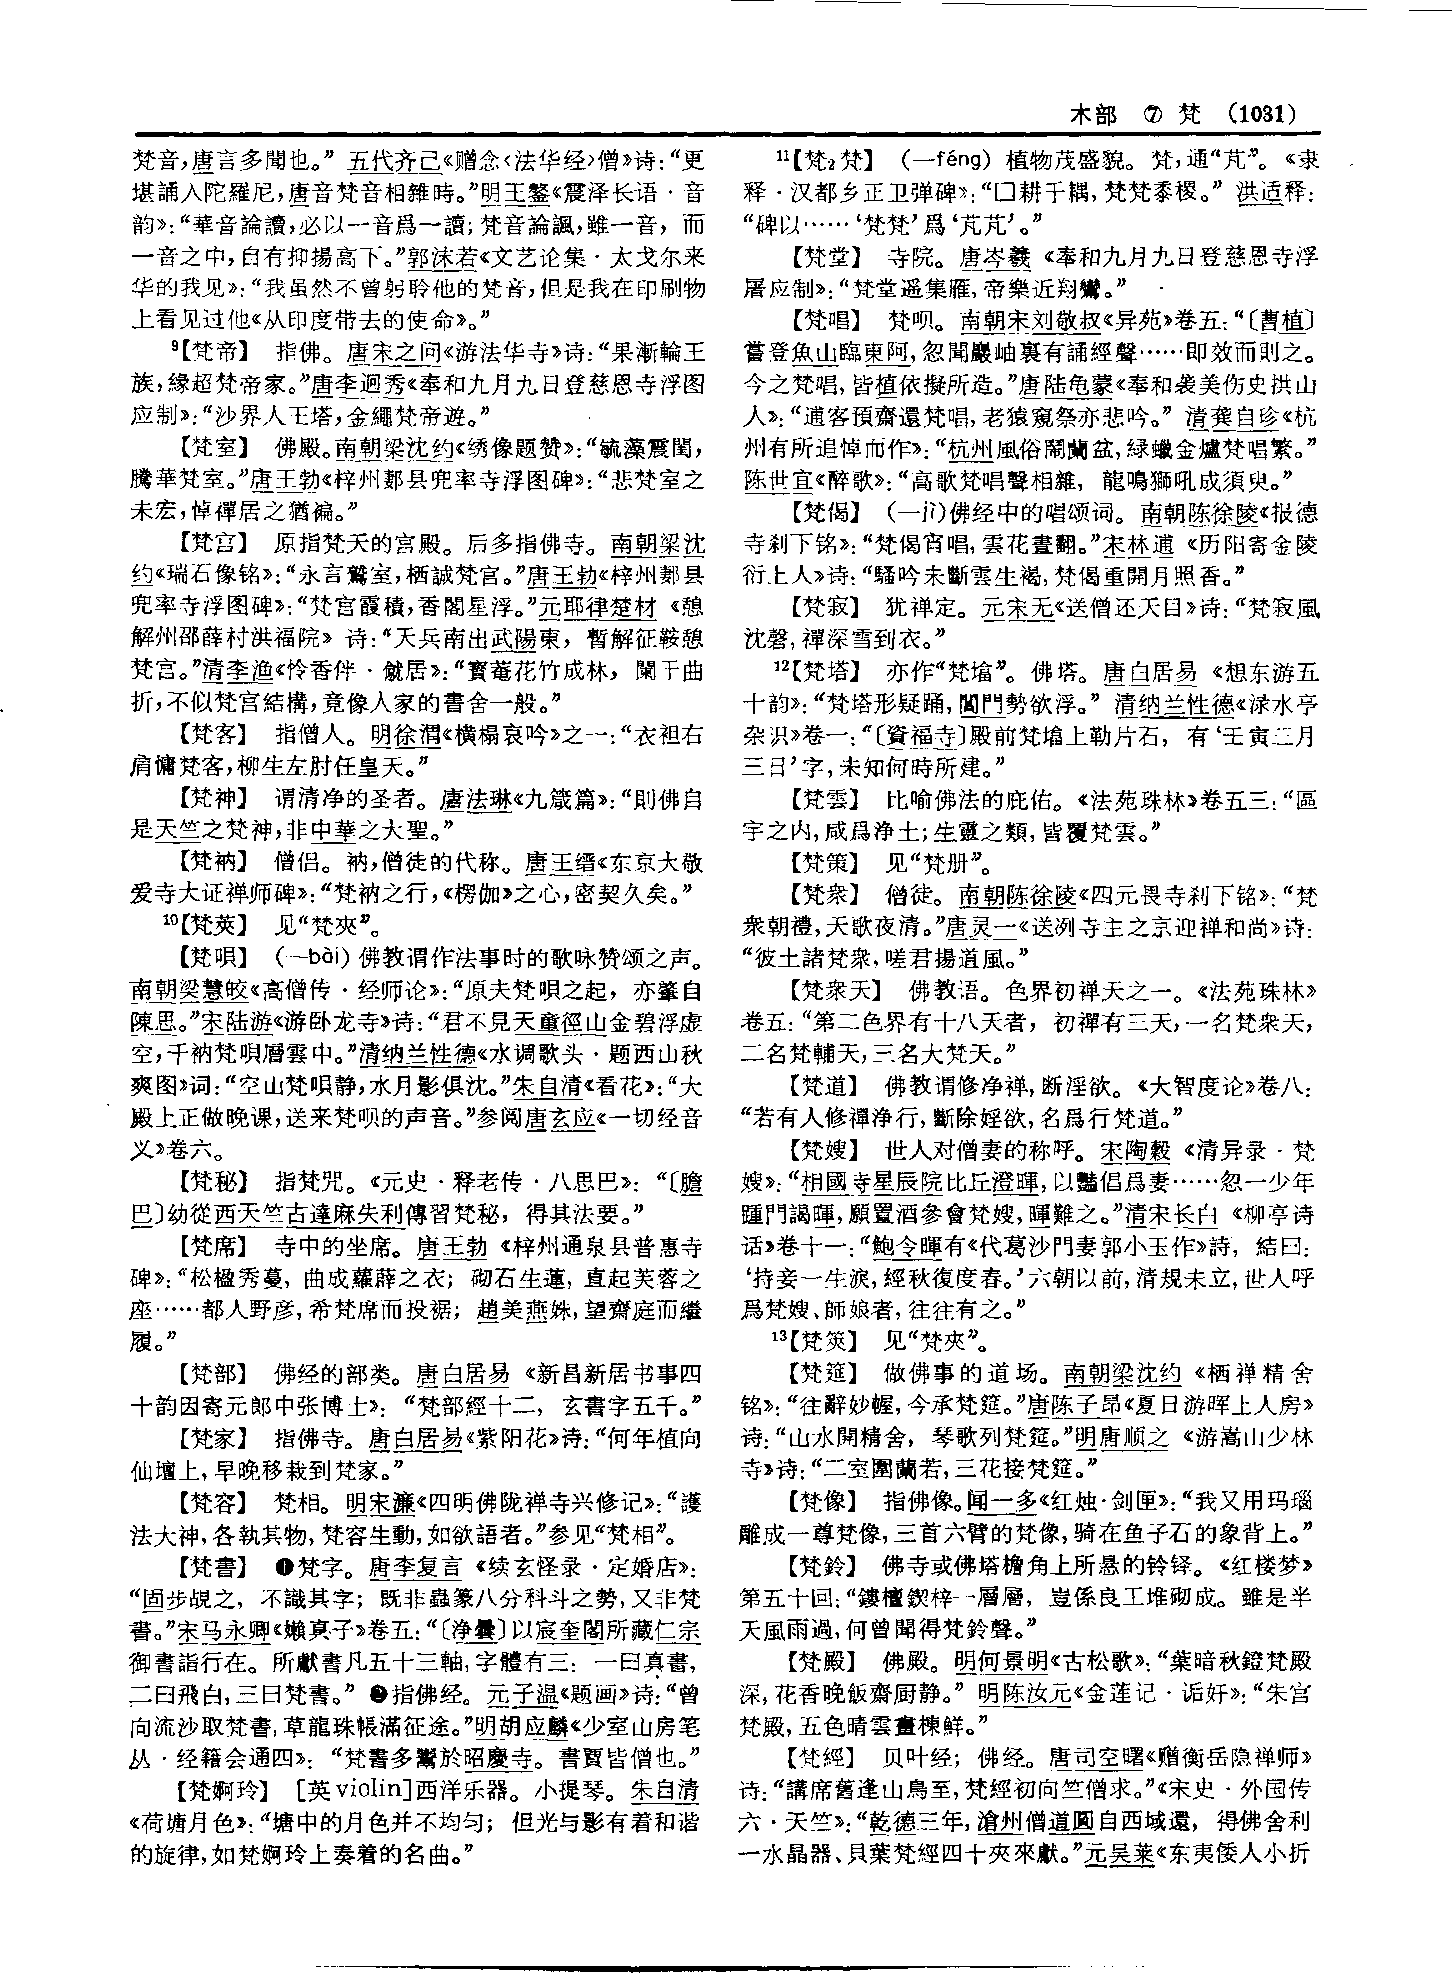 木部 ⑦ 梵 (1031)
梵音，唐言多聞也。”五代齐己《赠念〈法华经〉僧》诗：“更
堪誦入陀羅尼，唐音梵音相雜時。”明王鏊《震泽长语·音
韵》：“華音論讀，必以一音爲一讀；梵音論諷，雖一音，而
一音之中，自有抑揚高下。”郭沫若《文艺论集·太戈尔来
华的我见》：“我虽然不曾躬聆他的梵音，但是我在印刷物
上看见过他《从印度带去的使命》。”
⁹【梵帝】 指佛。唐宋之问《游法华寺》诗：“果漸輪王
族，緣超梵帝家。”唐李迥秀《奉和九月九日登慈恩寺浮图
应制》：“沙界人王塔，金繩梵帝遊。”
【梵室】 佛殿。南朝梁沈约《绣像题赞》：“毓藻震閨，
騰華梵室。”唐王勃《梓州郪县兜率寺浮图碑》：“悲梵室之
未宏，悼禪居之猶褊。”
【梵宫】 原指梵天的宫殿。后多指佛寺。南朝梁沈
约《瑞石像铭》：“永言鷲室，栖誠梵宫。”唐王勃《梓州郪县
兜率寺浮图碑》：“梵宫霞積，香閣星浮。”元耶律楚材《憩
解州邵薛村洪福院》诗：“天兵南出武陽東，暫解征鞍憩
梵宫。”清李渔《怜香伴·僦居》：“寳菴花竹成林，闌干曲
折，不似梵宫結構，竟像人家的書舍一般。”
【梵客】 指僧人。明徐渭《横榻哀吟》之一：“衣袒右
肩慵梵客，柳生左肘任皇天。”
【梵神】 谓清净的圣者。唐法琳《九箴篇》：“則佛自
是天竺之梵神，非中華之大聖。”
【梵衲】 僧侣。衲，僧徒的代称。唐王缙《东京大敬
爱寺大证禅师碑》：“梵衲之行，《楞伽》之心，密契久矣。”
¹⁰【梵莢】 见“梵夾”。
【梵唄】 (—bài)佛教谓作法事时的歌咏赞颂之声。
南朝梁慧皎《高僧传·经师论》：“原夫梵唄之起，亦肇自
陳思。”宋陆游《游卧龙寺》诗：“君不見天童徑山金碧浮虚
空，千衲梵唄層雲中。”清纳兰性德《水调歌头·题西山秋
爽图》词：“空山梵唄静，水月影俱沈。”朱自清《看花》：“大
殿上正做晚课，送来梵呗的声音。”参阅唐玄应《一切经音
义》卷六。
【梵秘】 指梵咒。《元史·释老传·八思巴》：“〔膽
巴〕幼從西天竺古達麻失利傳習梵秘，得其法要。”
【梵席】 寺中的坐席。唐王勃《梓州通泉县普惠寺
碑》：“松楹秀蔓，曲成蘿薜之衣；砌石生蓮，直起芙蓉之
座……都人野彦，希梵席而投裾；趙美燕姝，望齋庭而繼
履。”
【梵部】 佛经的部类。唐白居易《新昌新居书事四
十韵因寄元郎中张博士》：“梵部經十二，玄書字五千。”
【梵家】 指佛寺。唐白居易《紫阳花》诗：“何年植向
仙壇上，早晚移栽到梵家。”
【梵容】 梵相。明宋濂《四明佛陇禅寺兴修记》：“護
法大神，各執其物，梵容生動，如欲語者。”参见“梵相”。
【梵書】 ❶梵字。唐李复言《续玄怪录·定婚店》：
“固步覘之，不識其字；既非蟲篆八分科斗之勢，又非梵
書。”宋马永卿《嬾真子》卷五：“〔浄曇〕以宸奎閣所藏仁宗
御書詣行在。所獻書凡五十三軸，字體有三：一曰真書，
二曰飛白，三曰梵書。” ❷指佛经。元子温《题画》诗：“曾
向流沙取梵書，草龍珠帳滿征途。”明胡应麟《少室山房笔
丛·经籍会通四》：“梵書多鬻於昭慶寺。書賈皆僧也。”
【梵婀玲】 [英violin]西洋乐器。小提琴。朱自清
《荷塘月色》：“塘中的月色并不均匀；但光与影有着和谐
的旋律，如梵婀玲上奏着的名曲。”
¹¹【梵₂梵】 (—féng) 植物茂盛貌。梵，通“芃”。《隶
释·汉都乡正卫弹碑》：“囗耕于耦，梵梵黍稷。”洪适释：
“碑以……‘梵梵’爲‘芃芃’。”
【梵堂】 寺院。唐岑羲《奉和九月九日登慈恩寺浮
屠应制》：“梵堂遥集雁，帝樂近翔鸞。”
【梵唱】 梵呗。南朝宋刘敬叔《异苑》卷五：“〔曹植〕
嘗登魚山臨東阿，忽聞巖岫裏有誦經聲……即效而則之。
今之梵唱，皆植依擬所造。”唐陆龟蒙《奉和袭美伤史拱山
人》：“逋客預齋還梵唱，老猿窺祭亦悲吟。”清龚自珍《杭
州有所追悼而作》：“杭州風俗鬧蘭盆，緑蠟金爐梵唱繁。”
陈世宜《醉歌》：“高歌梵唱聲相雜，龍鳴獅吼成須臾。”
【梵偈】 (—jì)佛经中的唱颂词。南朝陈徐陵《报德
寺刹下铭》：“梵偈宵唱，雲花晝翻。”宋林逋《历阳寄金陵
衍上人》诗：“騷吟未斷雲生褐，梵偈重開月照香。”
【梵寂】 犹禅定。元宋无《送僧还天目》诗：“梵寂風
沈磬，禪深雪到衣。”
¹²【梵塔】 亦作“梵墖”。佛塔。唐白居易《想东游五
十韵》：“梵塔形疑踊，閶門勢欲浮。”清纳兰性德《渌水亭
杂识》卷一：“〔資福寺〕殿前梵墖上勒片石，有‘壬寅二月
三日’字，未知何時所建。”
【梵雲】 比喻佛法的庇佑。《法苑珠林》卷五三：“區
宇之内，咸爲浄土；生靈之類，皆覆梵雲。”
【梵策】 见“梵册”。
【梵衆】 僧徒。南朝陈徐陵《四无畏寺刹下铭》：“梵
衆朝禮，天歌夜清。”唐灵一《送冽寺主之京迎禅和尚》诗：
“彼土諸梵衆，嗟君揚道風。”
【梵衆天】 佛教语。色界初禅天之一。《法苑珠林》
卷五：“第二色界有十八天者，初禪有三天，一名梵衆天，
二名梵輔天，三名大梵天。”
【梵道】 佛教谓修净禅，断淫欲。《大智度论》卷八：
“若有人修禪浄行，斷除婬欲，名爲行梵道。”
【梵嫂】 世人对僧妻的称呼。宋陶穀《清异录·梵
嫂》：“相國寺星辰院比丘澄暉，以豔倡爲妻……忽一少年
踵門謁暉，願置酒參會梵嫂，暉難之。”清宋长白《柳亭诗
话》卷十一：“鮑令暉有《代葛沙門妻郭小玉作》詩，結曰：
‘持妾一生淚，經秋復度春。’六朝以前，清規未立，世人呼
爲梵嫂、師娘者，往往有之。”
¹³【梵筴】 见“梵夾”。
【梵筵】 做佛事的道场。南朝梁沈约《栖禅精舍
铭》：“往辭妙幄，今承梵筵。”唐陈子昂《夏日游晖上人房》
诗：“山水開精舍，琴歌列梵筵。”明唐顺之《游嵩山少林
寺》诗：“二室圍蘭若，三花接梵筵。”
【梵像】 指佛像。闻一多《红烛·剑匣》：“我又用玛瑙
雕成一尊梵像，三首六臂的梵像，骑在鱼子石的象背上。”
【梵鈴】 佛寺或佛塔檐角上所悬的铃铎。《红楼梦》
第五十回：“鏤檀鍥梓一層層，豈係良工堆砌成。雖是半
天風雨過，何曾聞得梵鈴聲。”
【梵殿】 佛殿。明何景明《古松歌》：“葉暗秋鐙梵殿
深，花香晚飯齋厨静。”明陈汝元《金莲记·诟奸》：“朱宫
梵殿，五色晴雲畫棟鮮。”
【梵經】 贝叶经；佛经。唐司空曙《赠衡岳隐禅师》
诗：“講席舊逢山鳥至，梵經初向竺僧求。”《宋史·外国传
六·天竺》：“乾德三年，滄州僧道圓自西域還，得佛舍利
一水晶器、貝葉梵經四十夾來獻。”元吴莱《东夷倭人小折